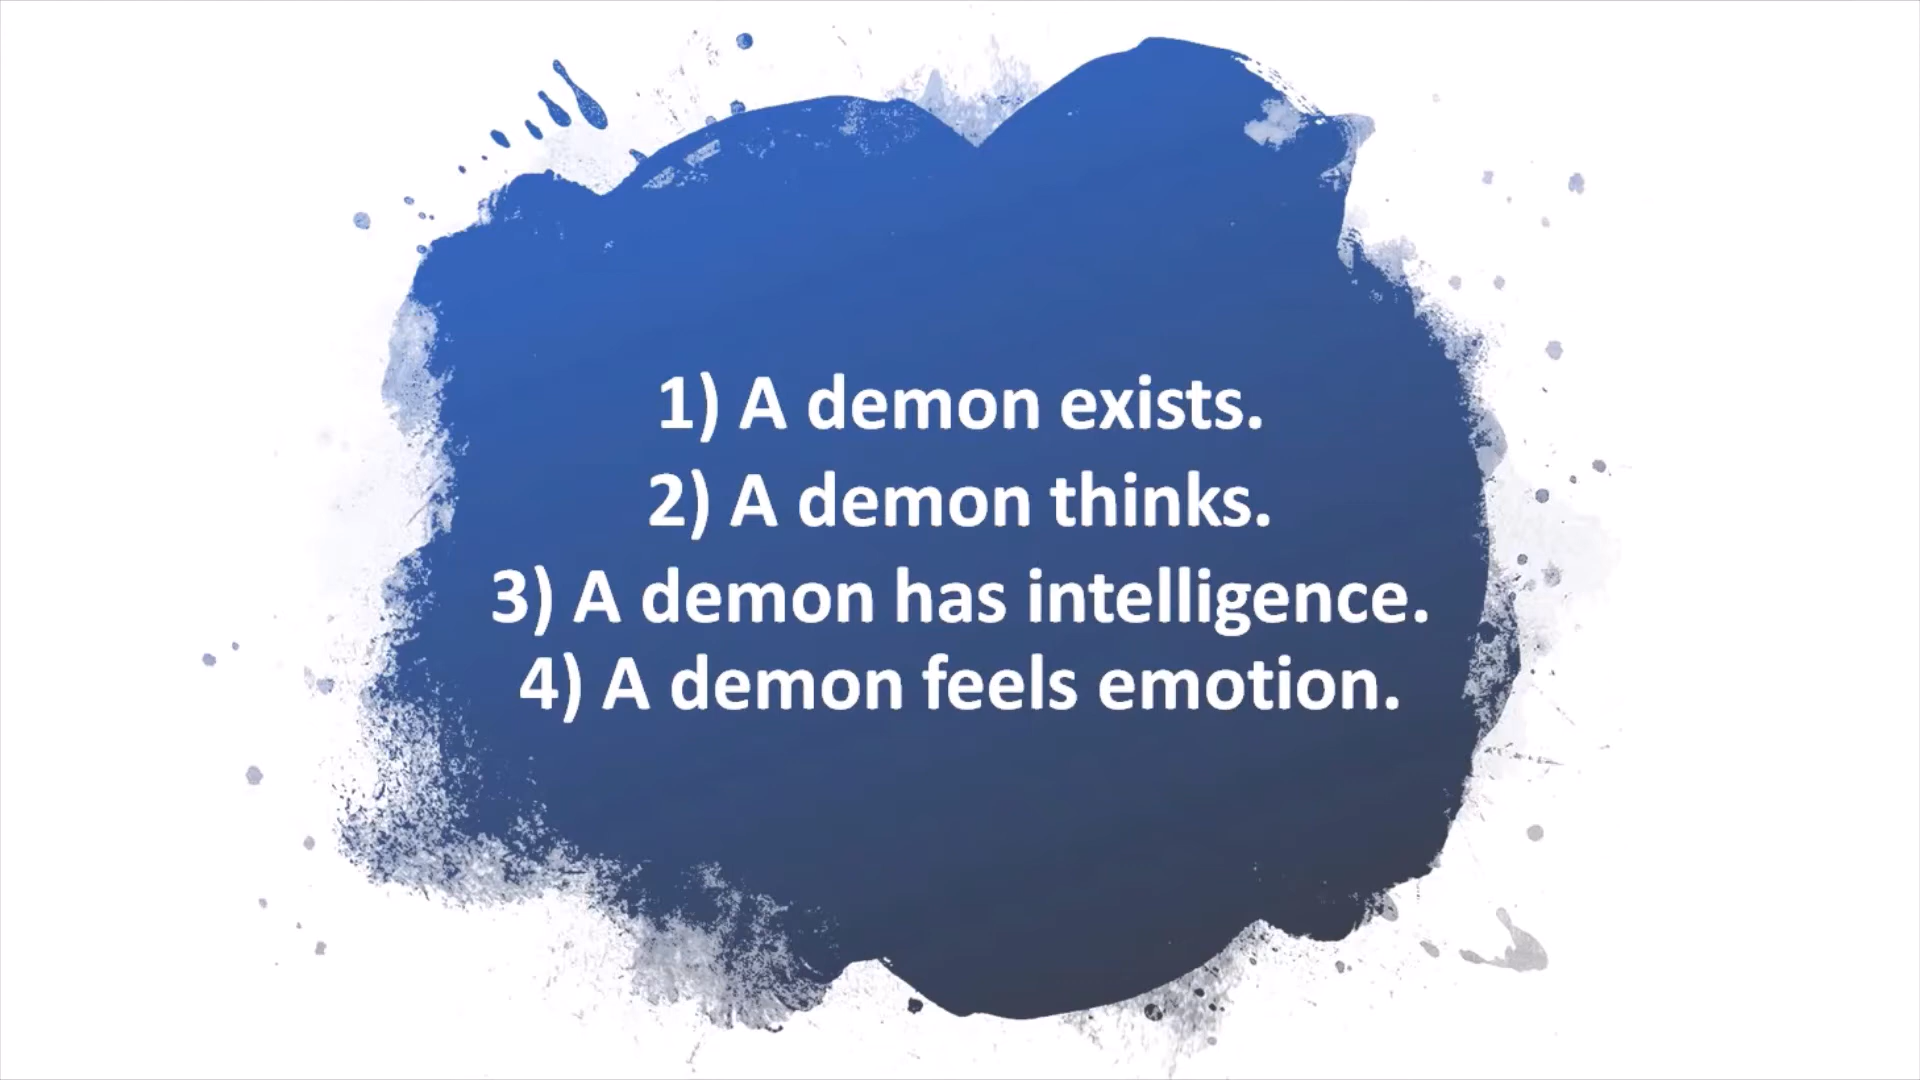 1) A demon exists.
2) A demon thinks.
3) A demon has intelligence.
4) A demon feels emotion.